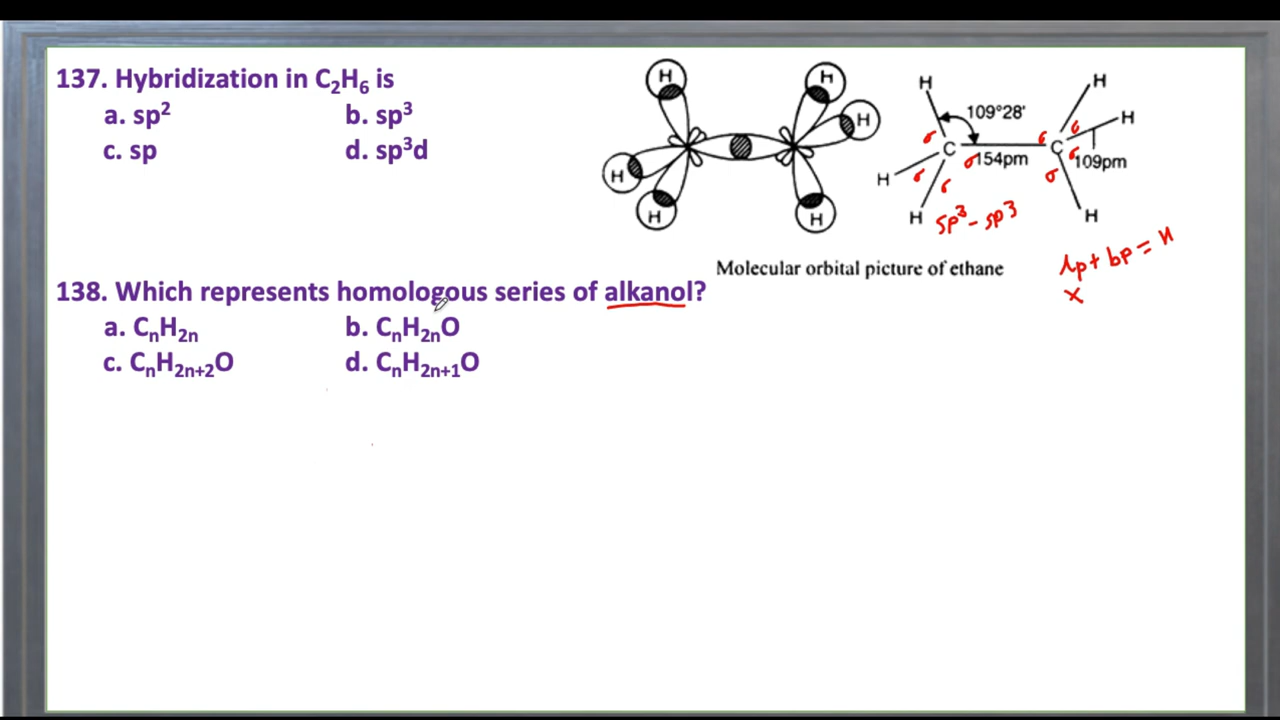 137. Hybridization in C₂H₆ is
a. sp² b. sp³
c. sp d. sp³d
H H H H H H
H H H H H H
C C
109°28'
154pm
109pm
σ σ σ σ σ σ σ σ
sp³ - sp³
lp + bp = H
x
Molecular orbital picture of ethane
138. Which represents homologous series of alkanol?
a. CₙH₂ₙ b. CₙH₂ₙO
c. CₙH₂ₙ₊₂O d. CₙH₂ₙ₊₁O